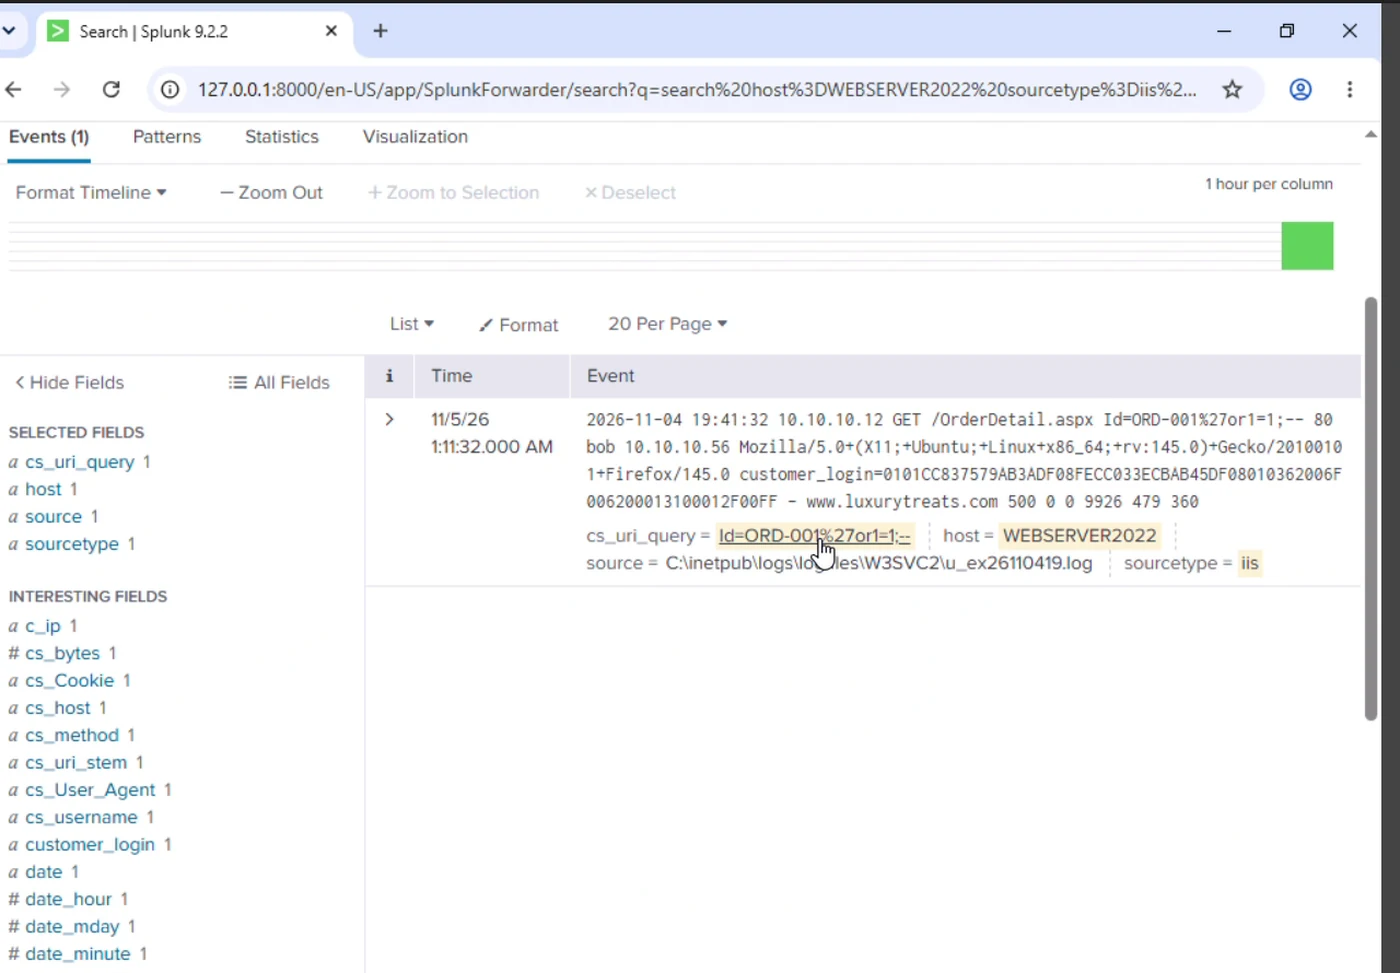 Search | Splunk 9.2.2
127.0.0.1:8000/en-US/app/SplunkForwarder/search?q=search%20host%3DWEBSERVER2022%20sourcetype%3Diis%2...
Events (1) Patterns Statistics Visualization
Format Timeline — Zoom Out + Zoom to Selection × Deselect 1 hour per column
List Format 20 Per Page
< Hide Fields All Fields
i Time Event
SELECTED FIELDS
a cs_uri_query 1
a host 1
a source 1
a sourcetype 1
INTERESTING FIELDS
a c_ip 1
# cs_bytes 1
a cs_Cookie 1
a cs_host 1
a cs_method 1
a cs_uri_stem 1
a cs_User_Agent 1
a cs_username 1
a customer_login 1
a date 1
# date_hour 1
# date_mday 1
# date_minute 1
> 11/5/26
1:11:32.000 AM
2026-11-04 19:41:32 10.10.10.12 GET /OrderDetail.aspx Id=ORD-001%27or1=1;-- 80
bob 10.10.10.56 Mozilla/5.0+(X11;+Ubuntu;+Linux+x86_64;+rv:145.0)+Gecko/2010010
1+Firefox/145.0 customer_login=0101CC837579AB3ADF08FECC033ECBAB45DF08010362006F
006200013100012F00FF - www.luxurytreats.com 500 0 0 9926 479 360
cs_uri_query = Id=ORD-001%27or1=1;-- host = WEBSERVER2022
source = C:\inetpub\logs\les\W3SVC2\u_ex26110419.log sourcetype = iis